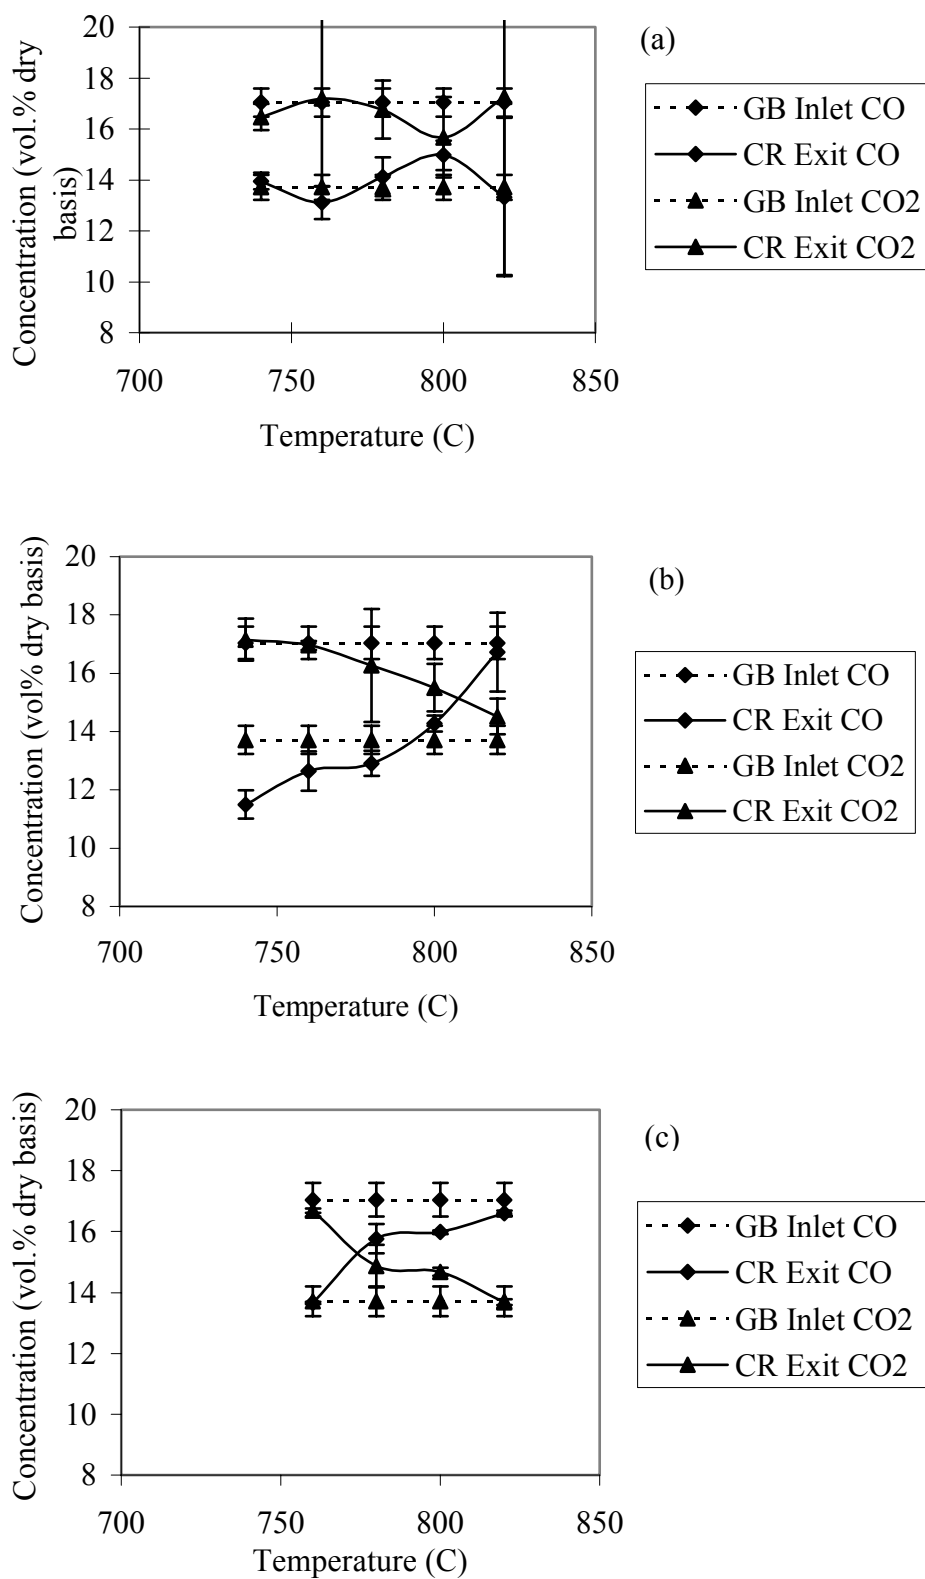 (a)
Concentration (vol.% dry
basis)
20
18
16
14
12
10
8
700 750 800 850
Temperature (C)
GB Inlet CO
CR Exit CO
GB Inlet CO2
CR Exit CO2
(b)
Concentration (vol% dry basis)
20
18
16
14
12
10
8
700 750 800 850
Temperature (C)
GB Inlet CO
CR Exit CO
GB Inlet CO2
CR Exit CO2
(c)
Concentration (vol.% dry basis)
20
18
16
14
12
10
8
700 750 800 850
Temperature (C)
GB Inlet CO
CR Exit CO
GB Inlet CO2
CR Exit CO2